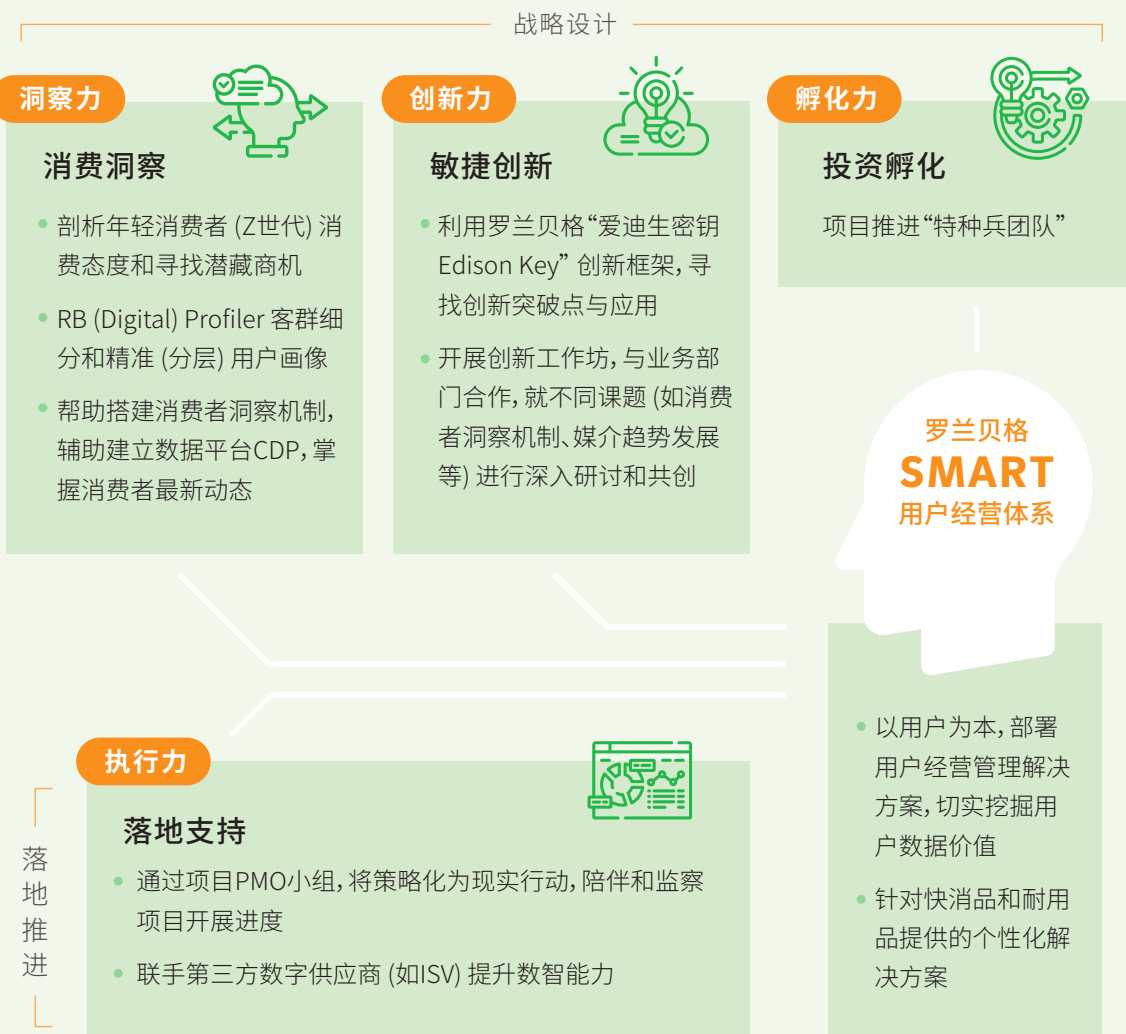 战略设计
洞察力
消费洞察
剖析年轻消费者 (Z世代) 消
费态度和寻找潜藏商机
RB (Digital) Profiler 客群细
分和精准 (分层) 用户画像
帮助搭建消费者洞察机制，
辅助建立数据平台CDP，掌
握消费者最新动态
创新力
敏捷创新
利用罗兰贝格“爱迪生密钥
Edison Key” 创新框架，寻
找创新突破点与应用
开展创新工作坊，与业务部
门合作，就不同课题 (如消费
者洞察机制、媒介趋势发展
等) 进行深入研讨和共创
孵化力
投资孵化
项目推进“特种兵团队”
罗兰贝格
SMART
用户经营体系
以用户为本，部署
用户经营管理解决
方案，切实挖掘用
户数据价值
针对快消品和耐用
品提供的个性化解
决方案
落地推进
执行力
落地支持
通过项目PMO小组，将策略化为现实行动，陪伴和监察
项目开展进度
联手第三方数字供应商 (如ISV) 提升数智能力